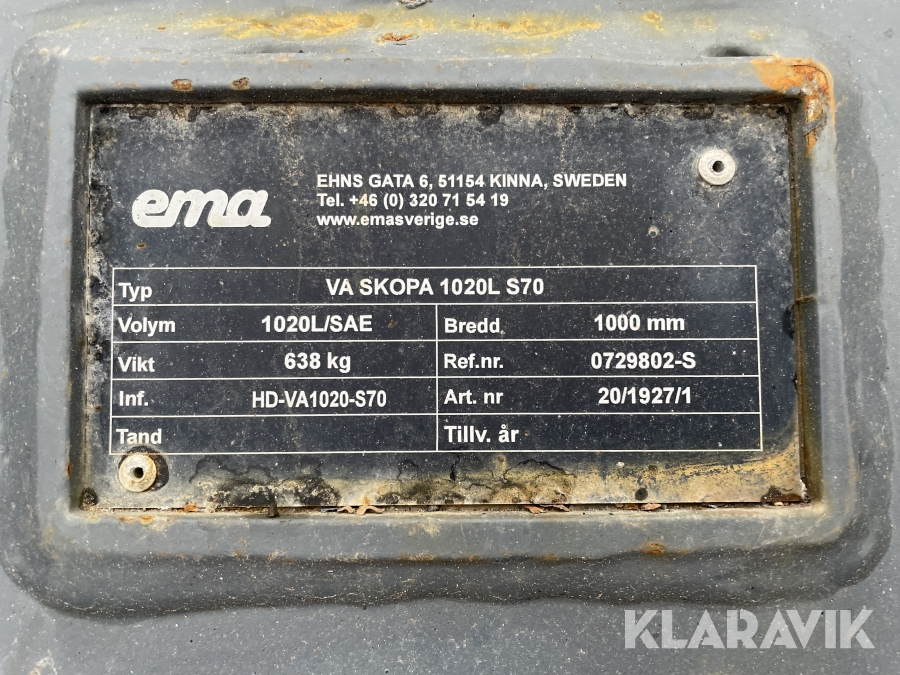 ema
EHNS GATA 6, 51154 KINNA, SWEDEN
Tel. +46 (0) 320 71 54 19
www.emasverige.se
Typ VA SKOPA 1020L S70
Volym 1020L/SAE Bredd 1000 mm
Vikt 638 kg Ref.nr. 0729802-S
Inf. HD-VA1020-S70 Art. nr 20/1927/1
Tand Tillv. år
KLARAVIK